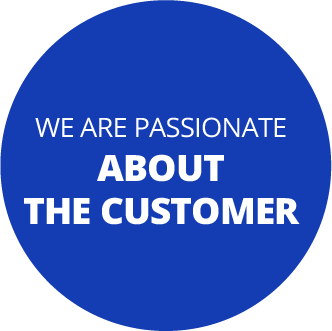 WE ARE PASSIONATE
ABOUT
THE CUSTOMER